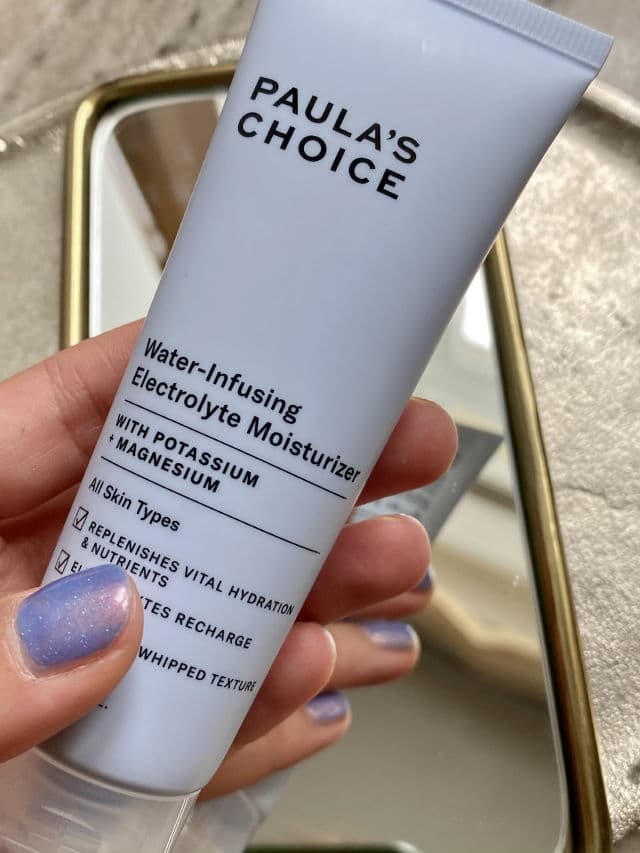 PAULA'S
CHOICE
Water-Infusing
Electrolyte Moisturizer
WITH POTASSIUM
+ MAGNESIUM
All Skin Types
REPLENISHES VITAL HYDRATION
& NUTRIENTS
RECHARGE
WHIPPED TEXTURE